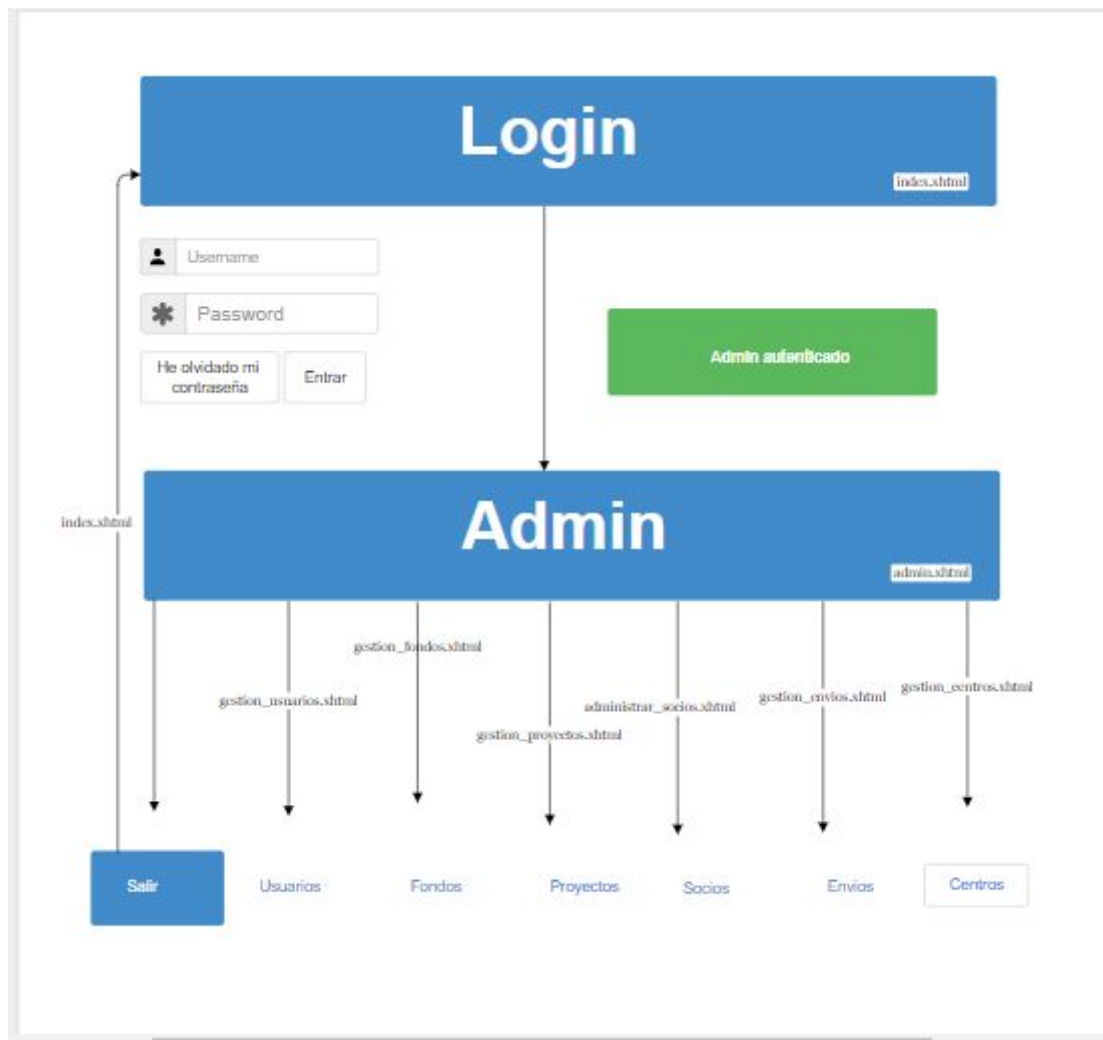 Login
index.xhtml
Username
Password
He olvidado mi
contraseña
Entrar
Admin autenticado
index.xhtml
Admin
admin.xhtml
gestion_fondos.xhtml
gestion_usuarios.xhtml
gestion_proyectos.xhtml
administrar_socios.xhtml
gestion_envios.xhtml
gestion_centros.xhtml
Salir
Usuarios
Fondos
Proyectos
Socios
Envios
Centros